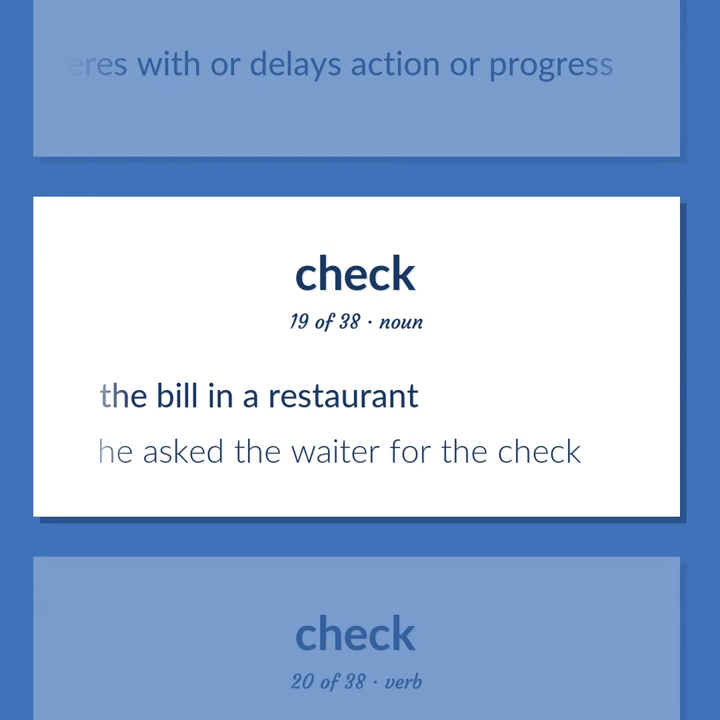 with or delays action or progress
check
19 of 38 · noun
the bill in a restaurant
he asked the waiter for the check
check
20 of 38 · verb